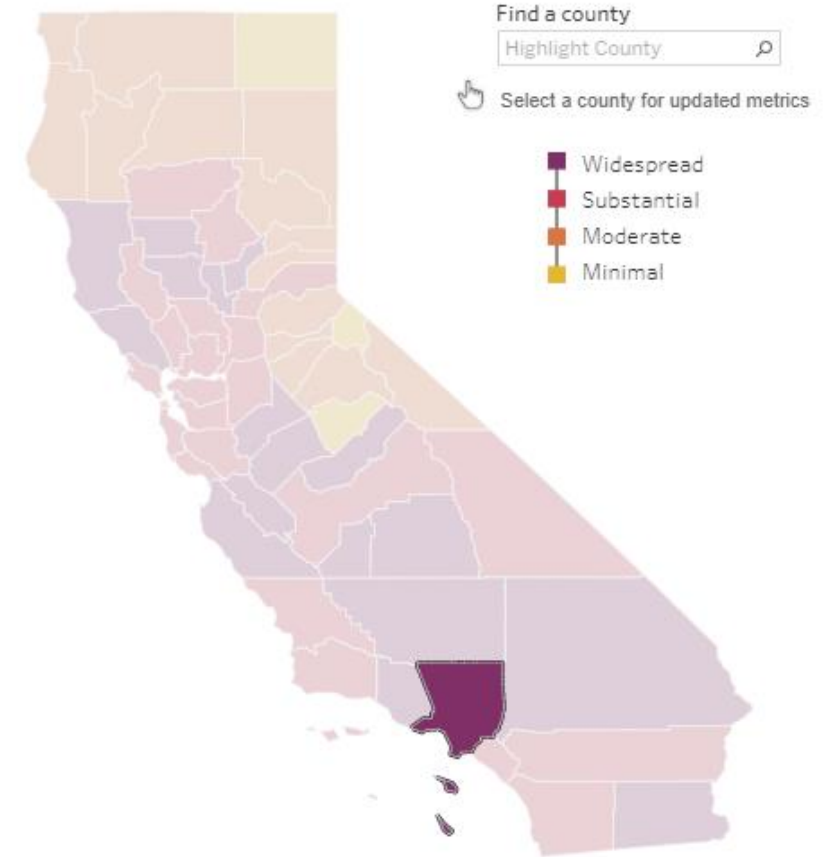 Find a county
Highlight County
Select a county for updated metrics
Widespread
Substantial
Moderate
Minimal